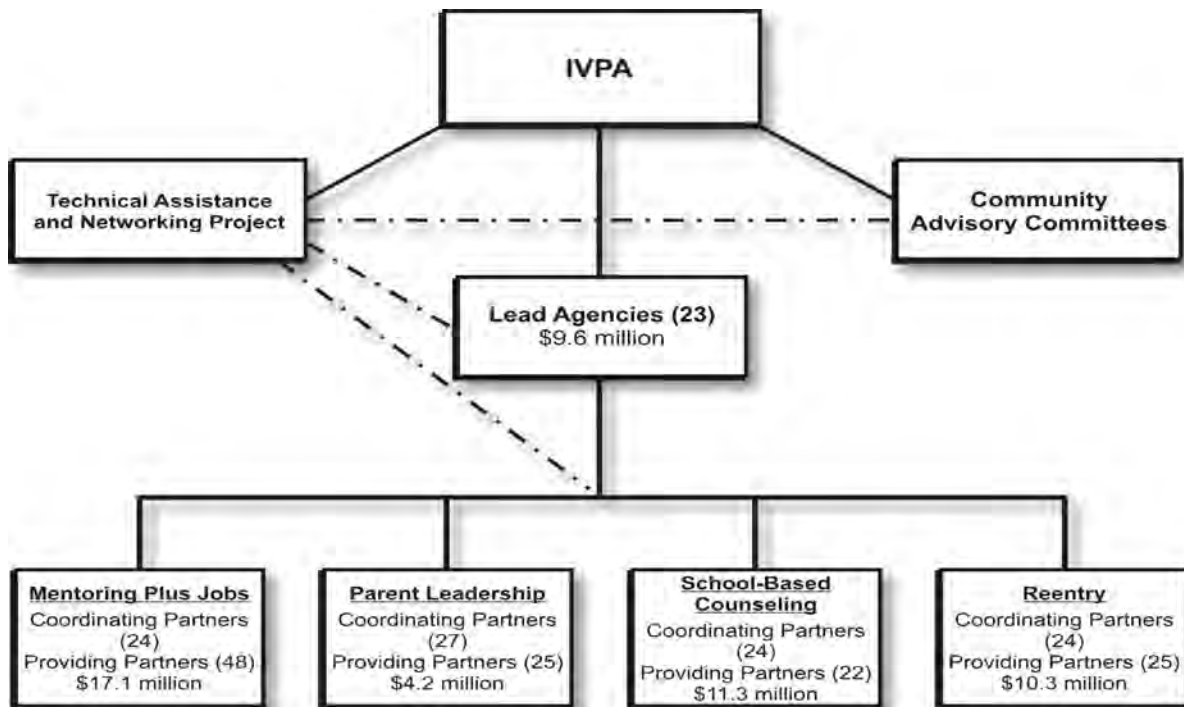 IVPA
Technical Assistance
and Networking Project
Community
Advisory Committees
Lead Agencies (23)
$9.6 million
Mentoring Plus Jobs
Coordinating Partners
(24)
Providing Partners (48)
$17.1 million
Parent Leadership
Coordinating Partners
(27)
Providing Partners (25)
$4.2 million
School-Based
Counseling
Coordinating Partners
(24)
Providing Partners (22)
$11.3 million
Reentry
Coordinating Partners
(24)
Providing Partners (25)
$10.3 million